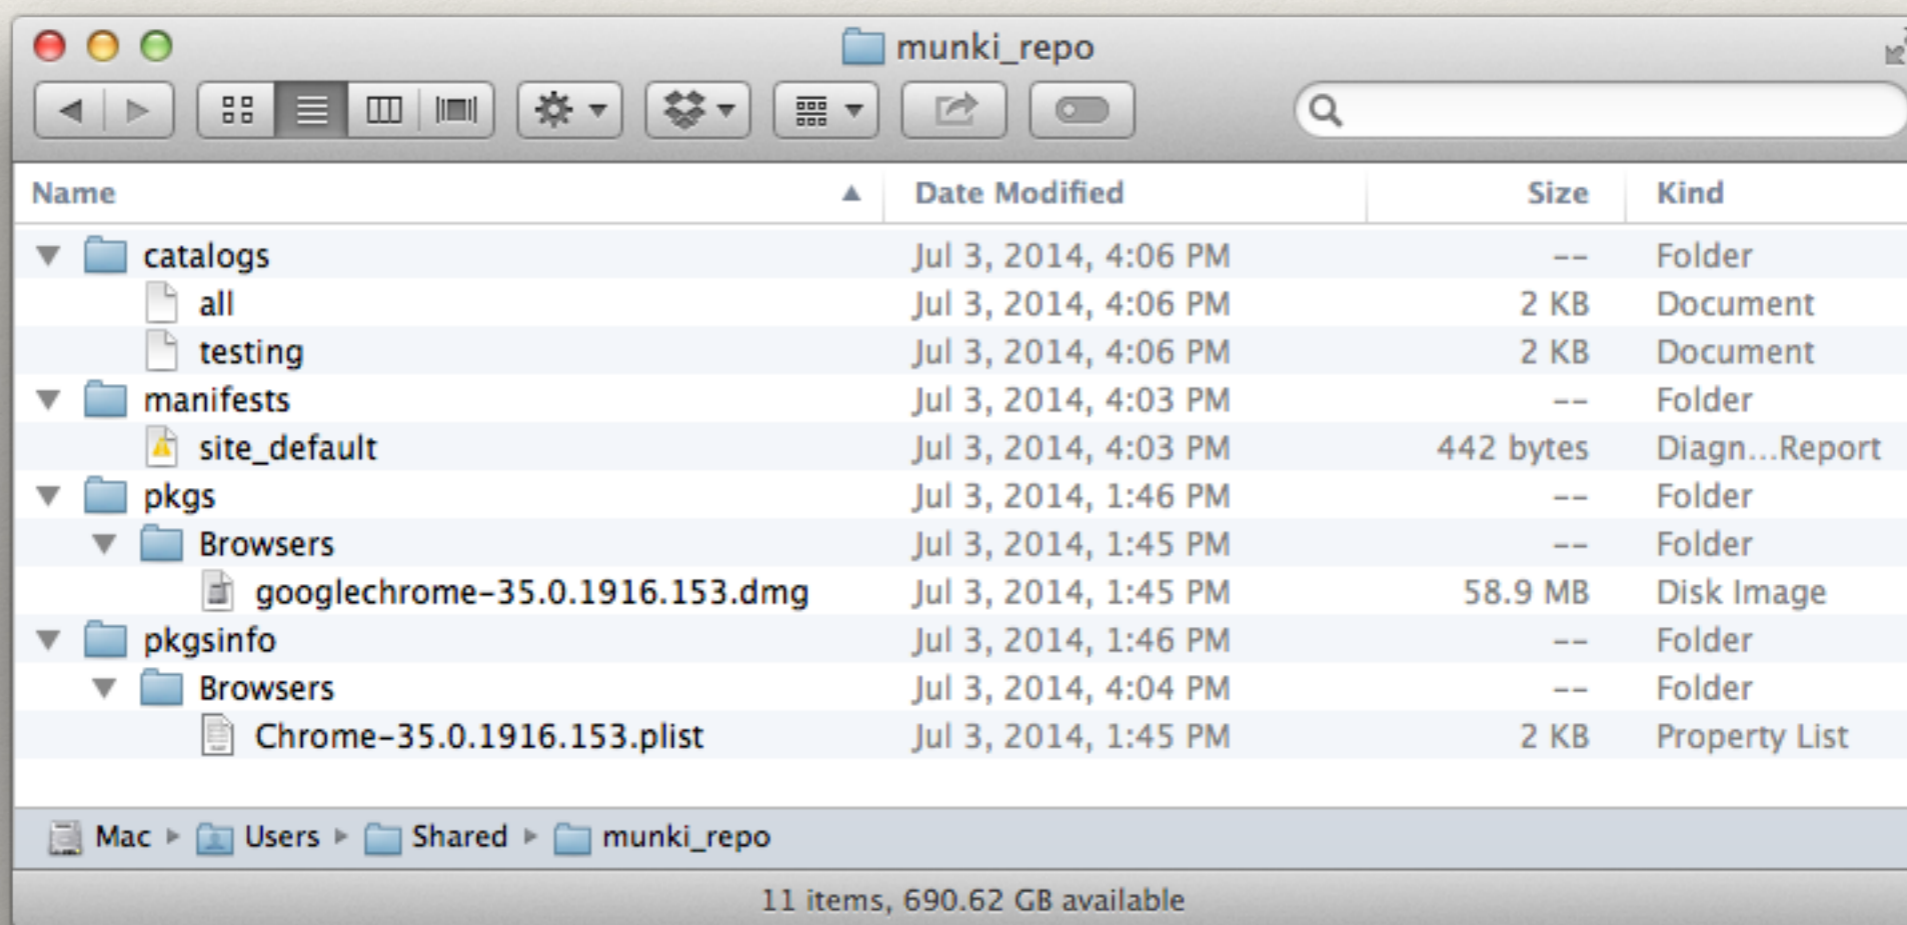 munki_repo
Name Date Modified Size Kind
catalogs Jul 3, 2014, 4:06 PM -- Folder
all Jul 3, 2014, 4:06 PM 2 KB Document
testing Jul 3, 2014, 4:06 PM 2 KB Document
manifests Jul 3, 2014, 4:03 PM -- Folder
site_default Jul 3, 2014, 4:03 PM 442 bytes Diagn...Report
pkgs Jul 3, 2014, 1:46 PM -- Folder
Browsers Jul 3, 2014, 1:45 PM -- Folder
googlechrome-35.0.1916.153.dmg Jul 3, 2014, 1:45 PM 58.9 MB Disk Image
pkgsinfo Jul 3, 2014, 1:46 PM -- Folder
Browsers Jul 3, 2014, 4:04 PM -- Folder
Chrome-35.0.1916.153.plist Jul 3, 2014, 1:45 PM 2 KB Property List
Mac Users Shared munki_repo
11 items, 690.62 GB available